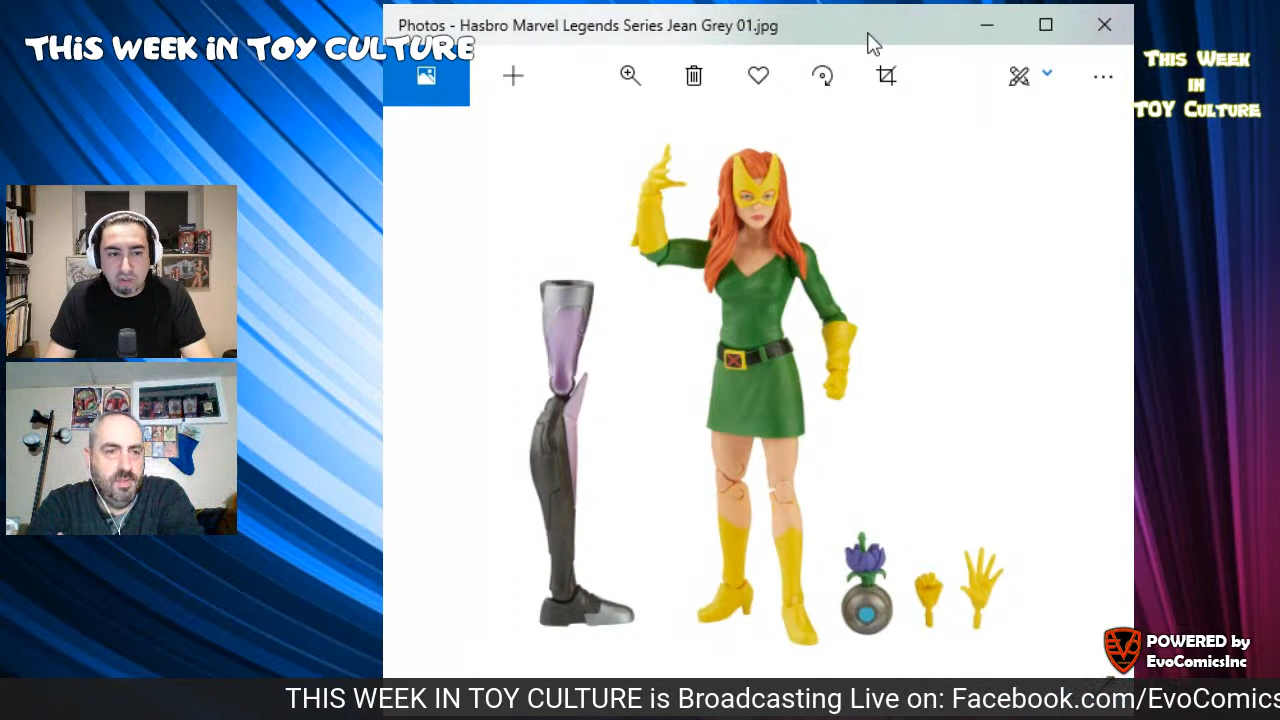 Photos - Hasbro Marvel Legends Series Jean Grey 01.jpg
THiS WEEK iN TOY CULTURE
THiS WEEK
iN
TOY CULTURE
POWERED by
EvoComicsInc
THIS WEEK IN TOY CULTURE is Broadcasting Live on: Facebook.com/EvoComics